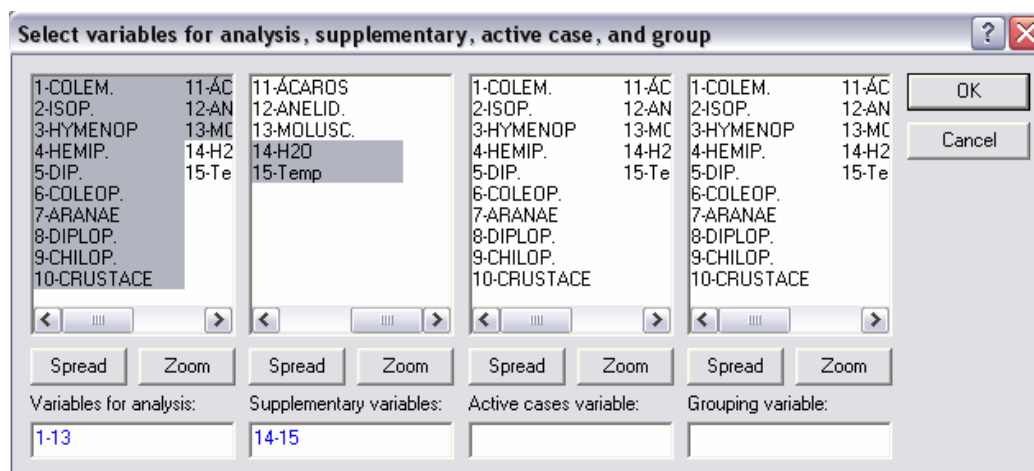 Select variables for analysis, supplementary, active case, and group
1-COLEM.
2-ISOP.
3-HYMENOP
4-HEMIP.
5-DIP.
6-COLEOP.
7-ARANAE
8-DIPLOP.
9-CHILOP.
10-CRUSTACE
11-ÁC
12-AN
13-MC
14-H2
15-Te
11-ÁCAROS
12-ANELID.
13-MOLUSC.
14-H2O
15-Temp
1-COLEM.
2-ISOP.
3-HYMENOP
4-HEMIP.
5-DIP.
6-COLEOP.
7-ARANAE
8-DIPLOP.
9-CHILOP.
10-CRUSTACE
11-ÁC
12-AN
13-MC
14-H2
15-Te
1-COLEM.
2-ISOP.
3-HYMENOP
4-HEMIP.
5-DIP.
6-COLEOP.
7-ARANAE
8-DIPLOP.
9-CHILOP.
10-CRUSTACE
11-ÁC
12-AN
13-MC
14-H2
15-Te
OK
Cancel
Spread Zoom Spread Zoom Spread Zoom Spread Zoom
Variables for analysis: Supplementary variables: Active cases variable: Grouping variable:
1-13 14-15